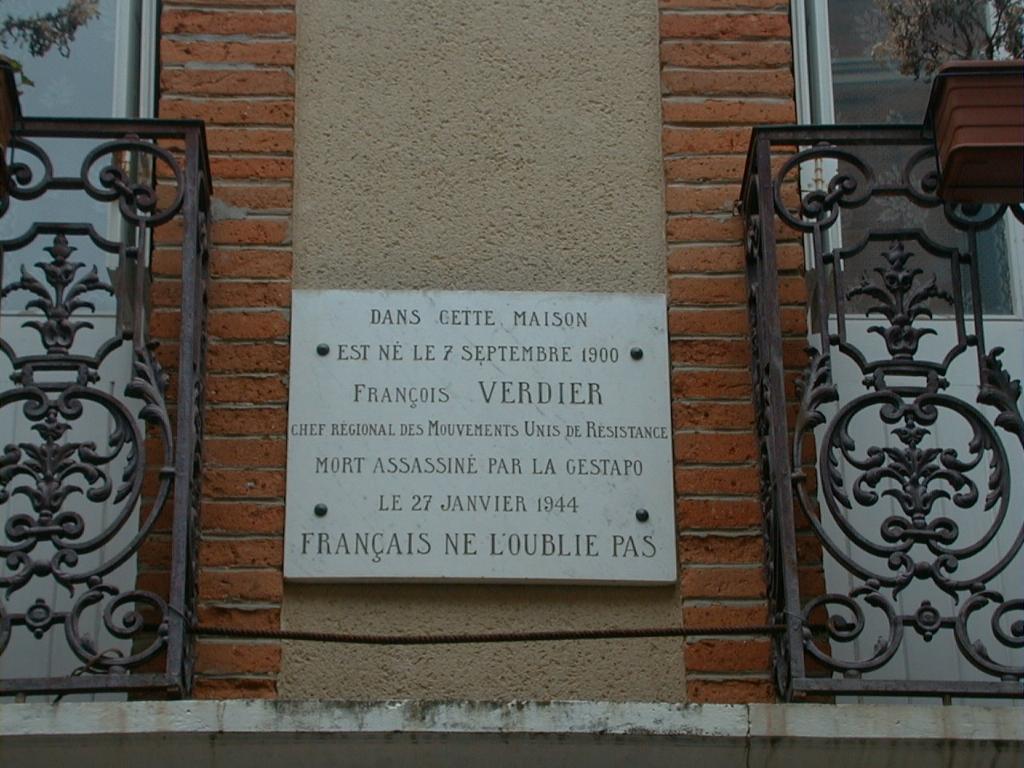 DANS CETTE MAISON
EST NÉ LE 7 SEPTEMBRE 1900
FRANÇOIS VERDIER
CHEF RÉGIONAL DES MOUVEMENTS UNIS DE RÉSISTANCE
MORT ASSASSINÉ PAR LA GESTAPO
LE 27 JANVIER 1944
FRANÇAIS NE L'OUBLIE PAS